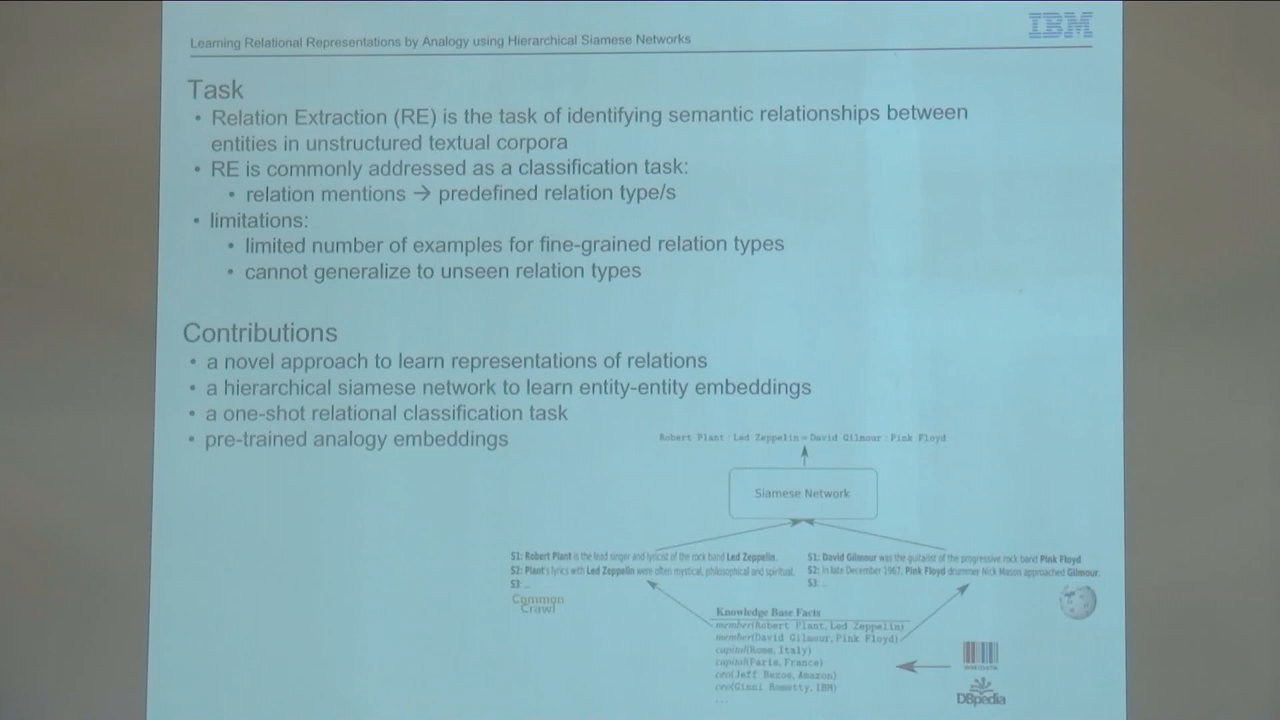 IBM
Learning Relational Representations by Analogy using Hierarchical Siamese Networks
Task
• Relation Extraction (RE) is the task of identifying semantic relationships between
entities in unstructured textual corpora
• RE is commonly addressed as a classification task:
• relation mentions → predefined relation type/s
• limitations:
• limited number of examples for fine-grained relation types
• cannot generalize to unseen relation types
Contributions
• a novel approach to learn representations of relations
• a hierarchical siamese network to learn entity-entity embeddings
• a one-shot relational classification task
• pre-trained analogy embeddings
Robert Plant : Led Zeppelin = David Gilmour : Pink Floyd
Siamese Network
S1: Robert Plant is the lead singer and lyricist of the rock band Led Zeppelin.
S2: Plant's lyrics with Led Zeppelin were often mystical, philosophical and spiritual.
S3: ...
Common
Crawl
S1: David Gilmour was the guitarist of the progressive rock band Pink Floyd
S2: In late December 1967, Pink Floyd drummer Nick Mason approached Gilmour.
S3: ...
Knowledge Base Facts
member(Robert Plant, Led Zeppelin)
member(David Gilmour, Pink Floyd)
capital(Rome, Italy)
capital(Paris, France)
ceo(Jeff Bezos, Amazon)
ceo(Ginni Rometty, IBM)
...
WIKIDATA
DBpedia